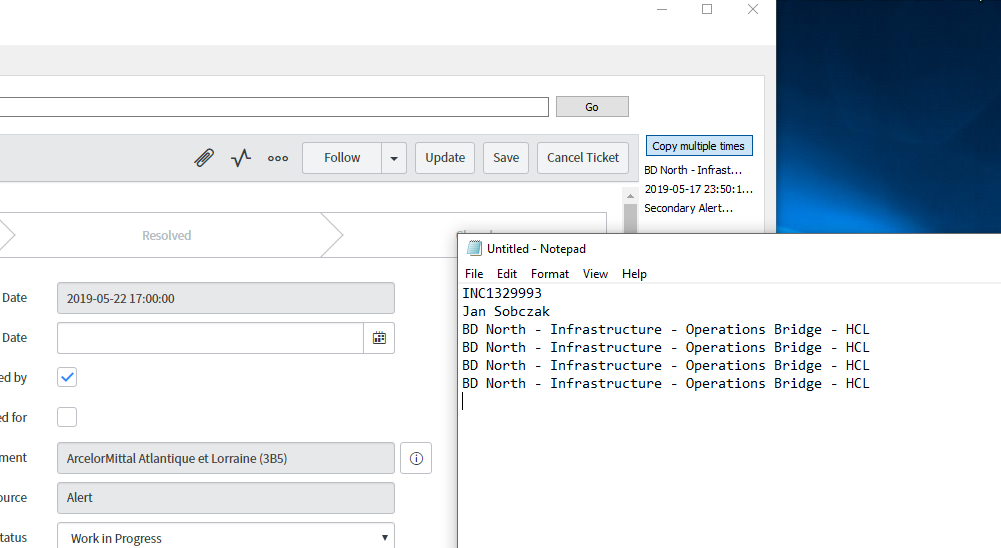 Go
Follow
Update
Save
Cancel Ticket
Copy multiple times
BD North - Infrast...
2019-05-17 23:50:1...
Secondary Alert...
Resolved
Date
2019-05-22 17:00:00
Date
ed by
ed for
ment
ArcelorMittal Atlantique et Lorraine (3B5)
ource
Alert
tatus
Work in Progress
Untitled - Notepad
File Edit Format View Help
INC1329993
Jan Sobczak
BD North - Infrastructure - Operations Bridge - HCL
BD North - Infrastructure - Operations Bridge - HCL
BD North - Infrastructure - Operations Bridge - HCL
BD North - Infrastructure - Operations Bridge - HCL